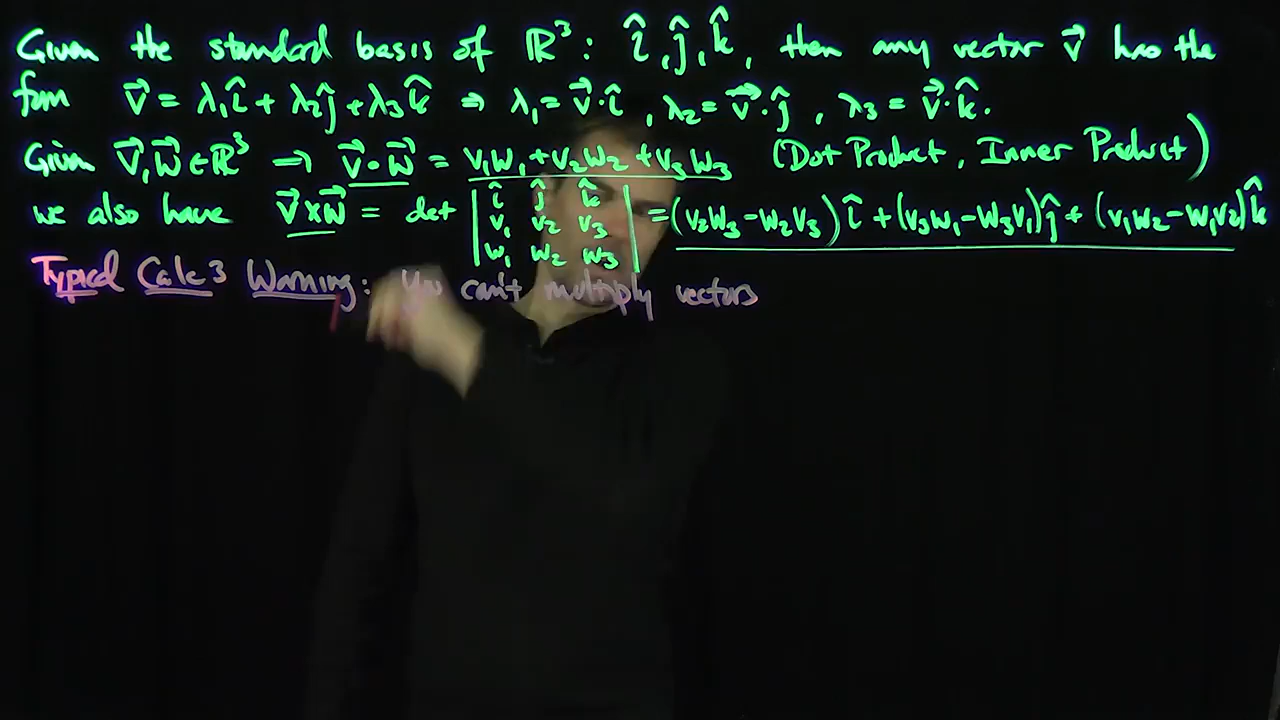 Given the standard basis of ℝ³: î, ĵ, k̂, then any vector v⃗ has the
form v⃗ = λ₁î + λ₂ĵ + λ₃k̂ ⇒ λ₁ = v⃗·î, λ₂ = v⃗·ĵ, λ₃ = v⃗·k̂.
Given v⃗, w⃗ ∈ ℝ³ ⇒ v⃗·w⃗ = v₁w₁ + v₂w₂ + v₃w₃ (Dot Product, Inner Product)
we also have v⃗×w⃗ = det | î ĵ k̂ | = (v₂w₃ - w₂v₃)î + (v₃w₁ - w₃v₁)ĵ + (v₁w₂ - w₁v₂)k̂
v₁ v₂ v₃
w₁ w₂ w₃
Typical Calc 3 Warning: You can't multiply vectors